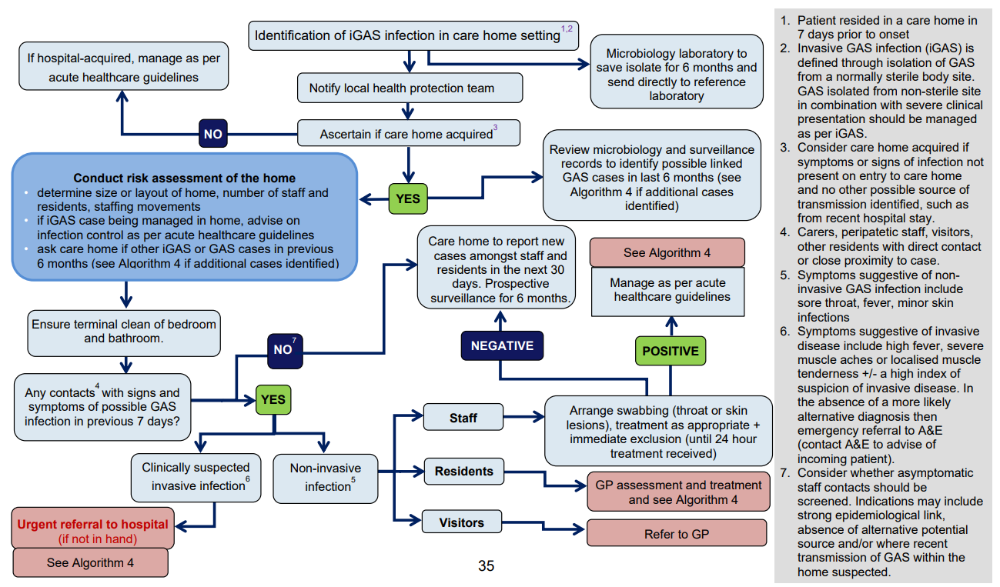 Identification of iGAS infection in care home setting1,2
If hospital-acquired, manage as per
acute healthcare guidelines
Microbiology laboratory to
save isolate for 6 months and
send directly to reference
laboratory
Notify local health protection team
NO
Ascertain if care home acquired3
Conduct risk assessment of the home
• determine size or layout of home, number of staff and
residents, staffing movements
• if iGAS case being managed in home, advise on
infection control as per acute healthcare guidelines
• ask care home if other iGAS or GAS cases in previous
6 months (see Algorithm 4 if additional cases identified)
YES
Review microbiology and surveillance
records to identify possible linked
GAS cases in last 6 months (see
Algorithm 4 if additional cases
identified)
Care home to report new
cases amongst staff and
residents in the next 30
days. Prospective
surveillance for 6 months.
See Algorithm 4
Manage as per acute
healthcare guidelines
Ensure terminal clean of bedroom
and bathroom.
NO7
NEGATIVE
POSITIVE
Any contacts4 with signs and
symptoms of possible GAS
infection in previous 7 days?
YES
Staff
Arrange swabbing (throat or skin
lesions), treatment as appropriate +
immediate exclusion (until 24 hour
treatment received)
Clinically suspected
invasive infection6
Non-invasive
infection5
Residents
GP assessment and treatment
and see Algorithm 4
Urgent referral to hospital
(if not in hand)
See Algorithm 4
Visitors
Refer to GP
35
1. Patient resided in a care home in
7 days prior to onset
2. Invasive GAS infection (iGAS) is
defined through isolation of GAS
from a normally sterile body site.
GAS isolated from non-sterile site
in combination with severe clinical
presentation should be managed
as per iGAS.
3. Consider care home acquired if
symptoms or signs of infection not
present on entry to care home
and no other possible source of
transmission identified, such as
from recent hospital stay.
4. Carers, peripatetic staff, visitors,
other residents with direct contact
or close proximity to case.
5. Symptoms suggestive of non-
invasive GAS infection include
sore throat, fever, minor skin
infections
6. Symptoms suggestive of invasive
disease include high fever, severe
muscle aches or localised muscle
tenderness +/- a high index of
suspicion of invasive disease. In
the absence of a more likely
alternative diagnosis then
emergency referral to A&E
(contact A&E to advise of
incoming patient).
7. Consider whether asymptomatic
staff contacts should be
screened. Indications may include
strong epidemiological link,
absence of alternative potential
source and/or where recent
transmission of GAS within the
home suspected.